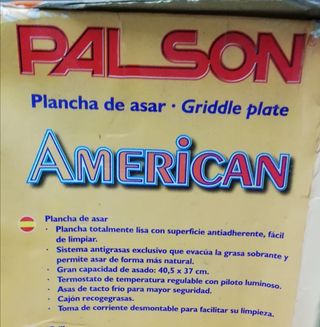 PALSON
Plancha de asar · Griddle plate
AMERICAN
Plancha de asar
· Plancha totalmente lisa con superficie antiadherente, fácil
de limpiar.
· Sistema antigrasas exclusivo que evacúa la grasa sobrante y
permite asar de forma más natural.
· Gran capacidad de asado: 40,5 x 37 cm.
· Termostato de temperatura regulable con piloto luminoso.
· Asas de tacto frío para mayor seguridad.
· Cajón recogegrasas.
· Toma de corriente desmontable para facilitar su limpieza.